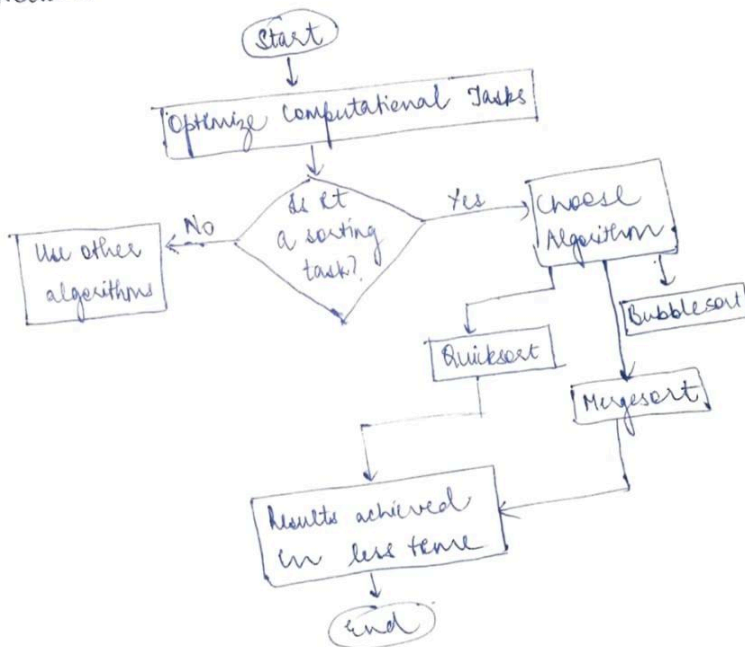 Start
Optimize Computational Tasks
Is it
a sorting
task?
No
Yes
Use other
algorithms
Choose
Algorithm
Bubblesort
Quicksort
Mergesort
Results achieved
in less time
End